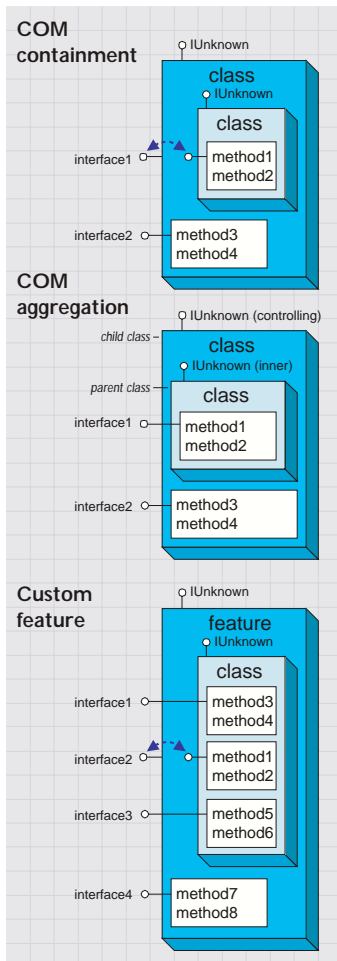 COM
containment
IUnknown
class
IUnknown
class
interface1
method1
method2
interface2
method3
method4
COM
aggregation
IUnknown (controlling)
child class
class
IUnknown (inner)
parent class
class
interface1
method1
method2
interface2
method3
method4
Custom
feature
IUnknown
feature
IUnknown
class
interface1
method3
method4
interface2
method1
method2
interface3
method5
method6
interface4
method7
method8